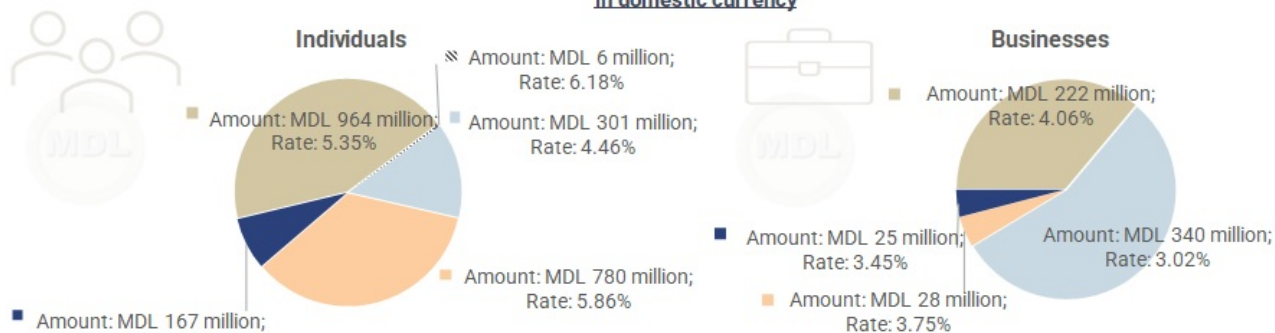 in domestic currency
Individuals
Amount: MDL 6 million;
Rate: 6.18%
Amount: MDL 964 million;
Rate: 5.35%
Amount: MDL 301 million;
Rate: 4.46%
Amount: MDL 780 million;
Rate: 5.86%
Amount: MDL 167 million;
MDL
Businesses
Amount: MDL 222 million;
Rate: 4.06%
Amount: MDL 25 million;
Rate: 3.45%
Amount: MDL 340 million;
Rate: 3.02%
Amount: MDL 28 million;
Rate: 3.75%
MDL